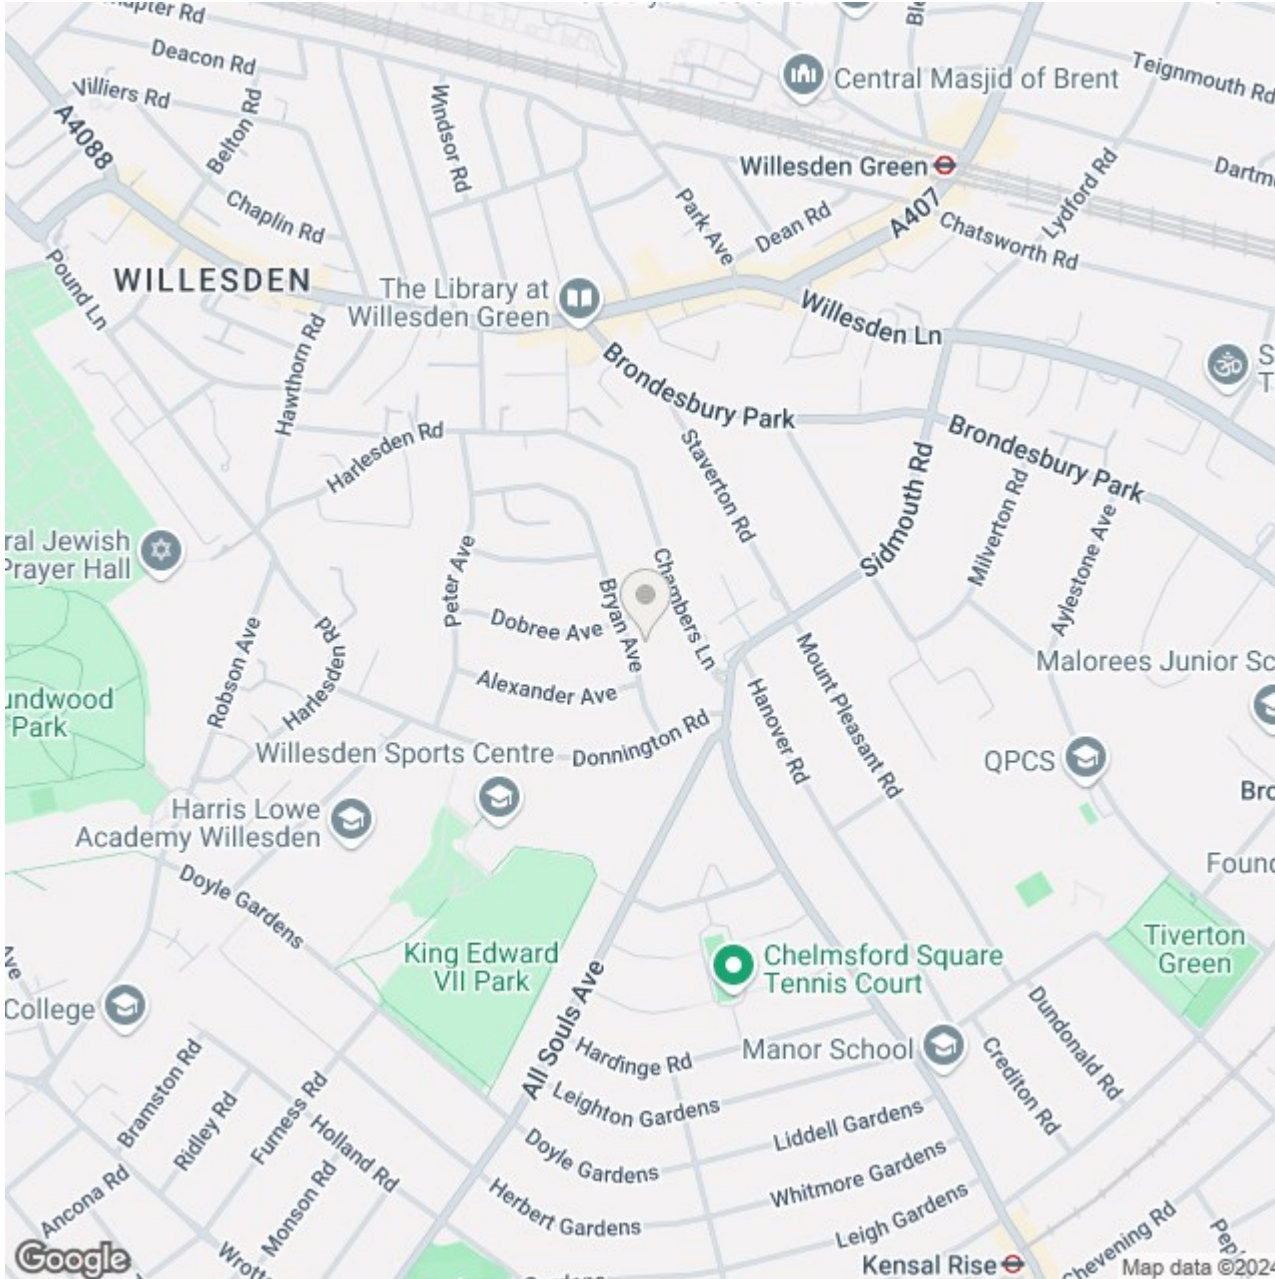 apter Rd
Deacon Rd
Villiers Rd
A4088
Belton Rd
Windsor Rd
Central Masjid of Brent
Teignmouth Rd
Willesden Green
Lydford Rd
Dartm
Chaplin Rd
Park Ave
Dean Rd
A407
Chatsworth Rd
Pound Ln
WILLESDEN
The Library at
Willesden Green
Willesden Ln
Hawthorn Rd
Brondesbury Park
S
T
Harlesden Rd
Staverton Rd
Sidmouth Rd
Brondesbury Park
Milverton Rd
Aylestone Ave
ral Jewish
Prayer Hall
Peter Ave
Bryan Ave
Chambers Ln
Dobree Ave
Robson Ave
Harlesden Rd
Alexander Ave
Mount Pleasant Rd
Malorees Junior Sc
undwood
Park
Hanover Rd
Willesden Sports Centre
Donnington Rd
QPCS
Harris Lowe
Academy Willesden
Bro
Found
Doyle Gardens
King Edward
VII Park
All Souls Ave
Chelmsford Square
Tennis Court
Tiverton
Green
Ave
College
Hardinge Rd
Manor School
Dundonald Rd
Crediton Rd
Bramston Rd
Ridley Rd
Furness Rd
Holland Rd
Leighton Gardens
Liddell Gardens
Doyle Gardens
Whitmore Gardens
Ancona Rd
Monson Rd
Herbert Gardens
Leigh Gardens
Chevening Rd
Pep
Wrotte
Kensal Rise
Google
Map data ©2024